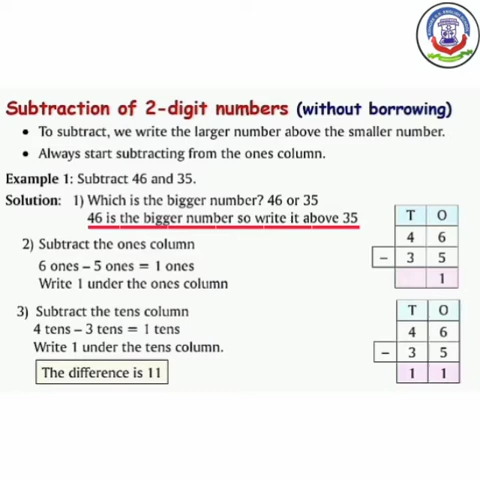 Subtraction of 2-digit numbers (without borrowing)
• To subtract, we write the larger number above the smaller number.
• Always start subtracting from the ones column.
Example 1: Subtract 46 and 35.
Solution: 1) Which is the bigger number? 46 or 35
46 is the bigger number so write it above 35
2) Subtract the ones column
6 ones – 5 ones = 1 ones
Write 1 under the ones column
T O
4 6
– 3 5
1
3) Subtract the tens column
4 tens – 3 tens = 1 tens
Write 1 under the tens column.
The difference is 11
T O
4 6
– 3 5
1 1